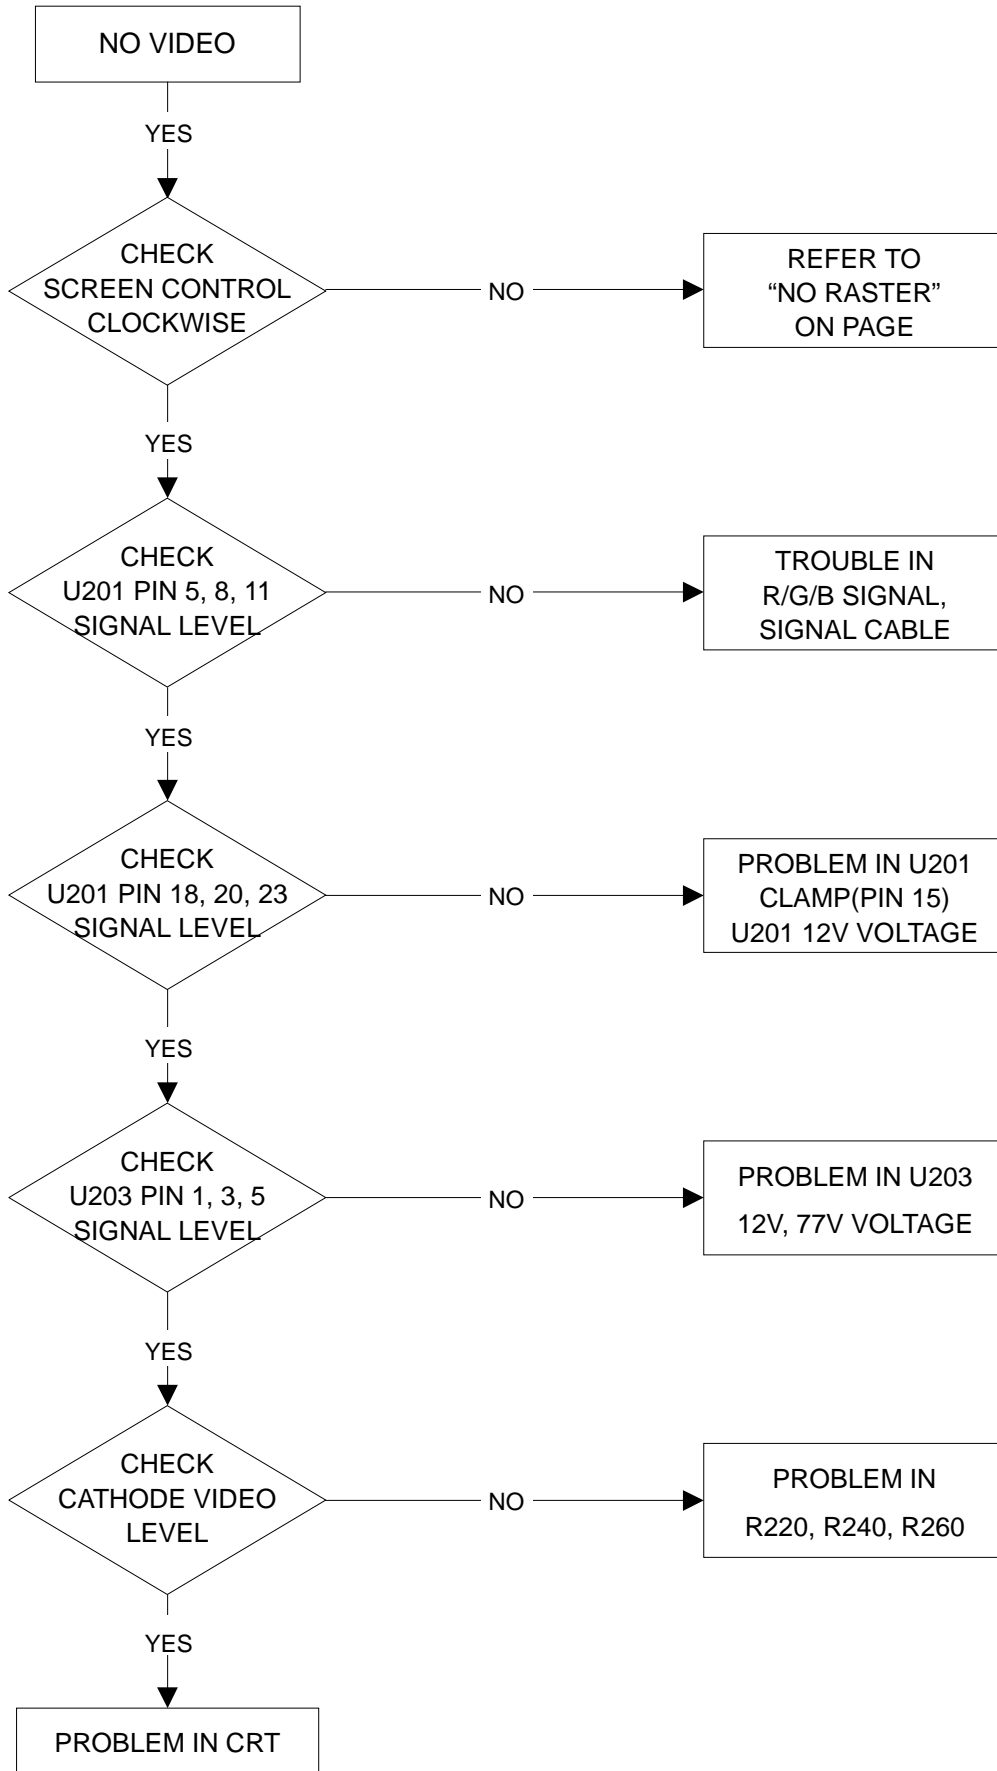 NO VIDEO
YES
CHECK
SCREEN CONTROL
CLOCKWISE
NO
REFER TO
“NO RASTER”
ON PAGE
YES
CHECK
U201 PIN 5, 8, 11
SIGNAL LEVEL
NO
TROUBLE IN
R/G/B SIGNAL,
SIGNAL CABLE
YES
CHECK
U201 PIN 18, 20, 23
SIGNAL LEVEL
NO
PROBLEM IN U201
CLAMP(PIN 15)
U201 12V VOLTAGE
YES
CHECK
U203 PIN 1, 3, 5
SIGNAL LEVEL
NO
PROBLEM IN U203
12V, 77V VOLTAGE
YES
CHECK
CATHODE VIDEO
LEVEL
NO
PROBLEM IN
R220, R240, R260
YES
PROBLEM IN CRT